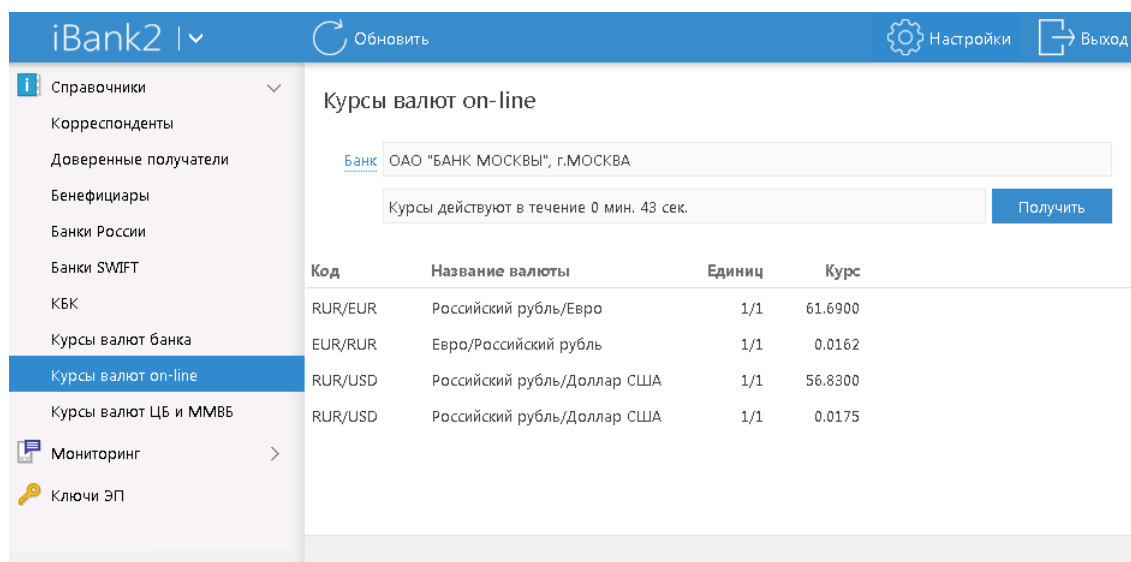 iBank2
Обновить
Настройки
Выход
Справочники
Корреспонденты
Доверенные получатели
Бенефициары
Банки России
Банки SWIFT
КБК
Курсы валют банка
Курсы валют on-line
Курсы валют ЦБ и ММВБ
Мониторинг
Ключи ЭП
Курсы валют on-line
Банк ОАО "БАНК МОСКВЫ", г.МОСКВА
Курсы действуют в течение 0 мин. 43 сек. Получить
Код Название валюты Единиц Курс
RUR/EUR Российский рубль/Евро 1/1 61.6900
EUR/RUR Евро/Российский рубль 1/1 0.0162
RUR/USD Российский рубль/Доллар США 1/1 56.8300
RUR/USD Российский рубль/Доллар США 1/1 0.0175